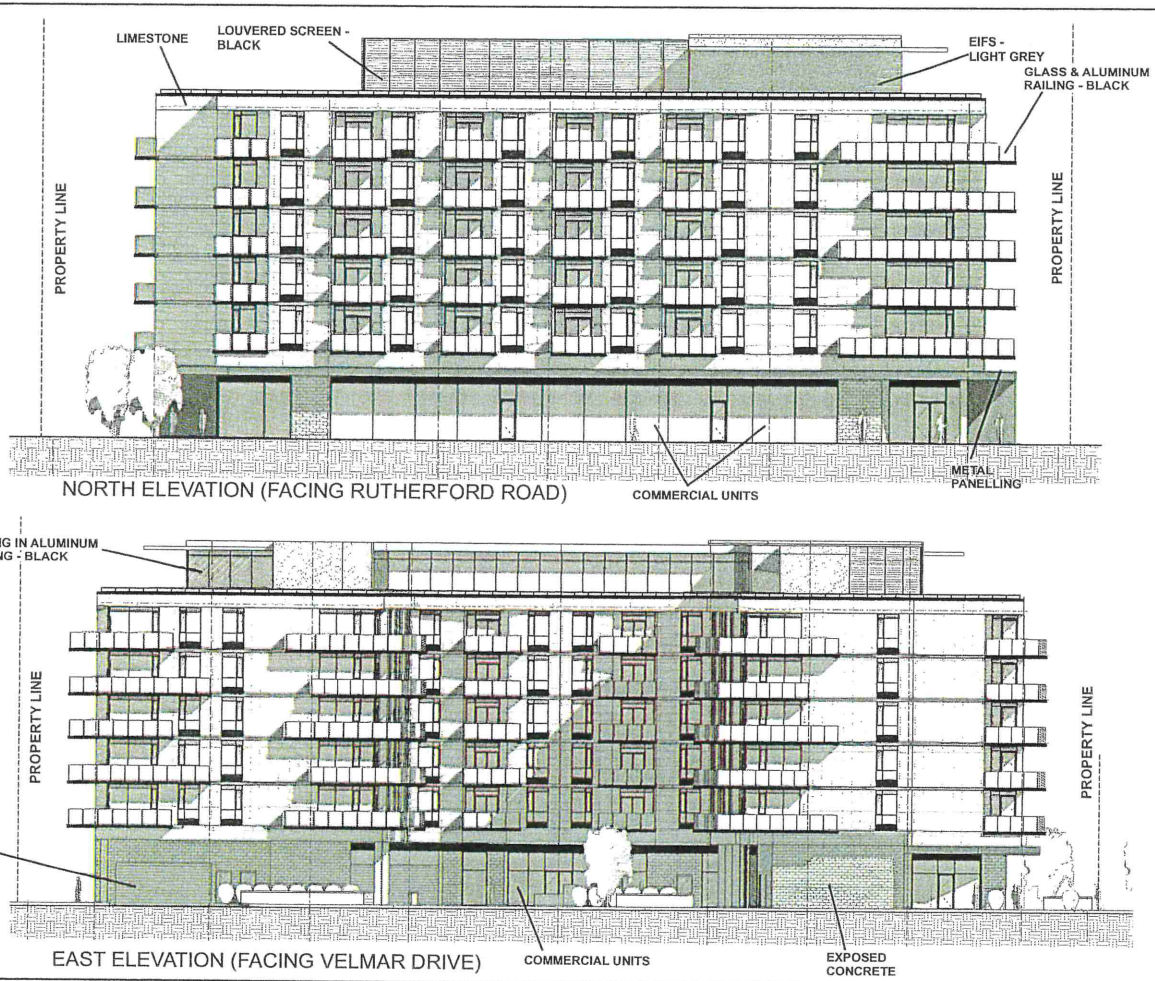 LIMESTONE
LOUVERED SCREEN -
BLACK
EIFS -
LIGHT GREY
GLASS & ALUMINUM
RAILING - BLACK
PROPERTY LINE
PROPERTY LINE
METAL
PANELLING
COMMERCIAL UNITS
NORTH ELEVATION (FACING RUTHERFORD ROAD)
NG IN ALUMINUM
NG - BLACK
PROPERTY LINE
PROPERTY LINE
EAST ELEVATION (FACING VELMAR DRIVE)
COMMERCIAL UNITS
EXPOSED
CONCRETE